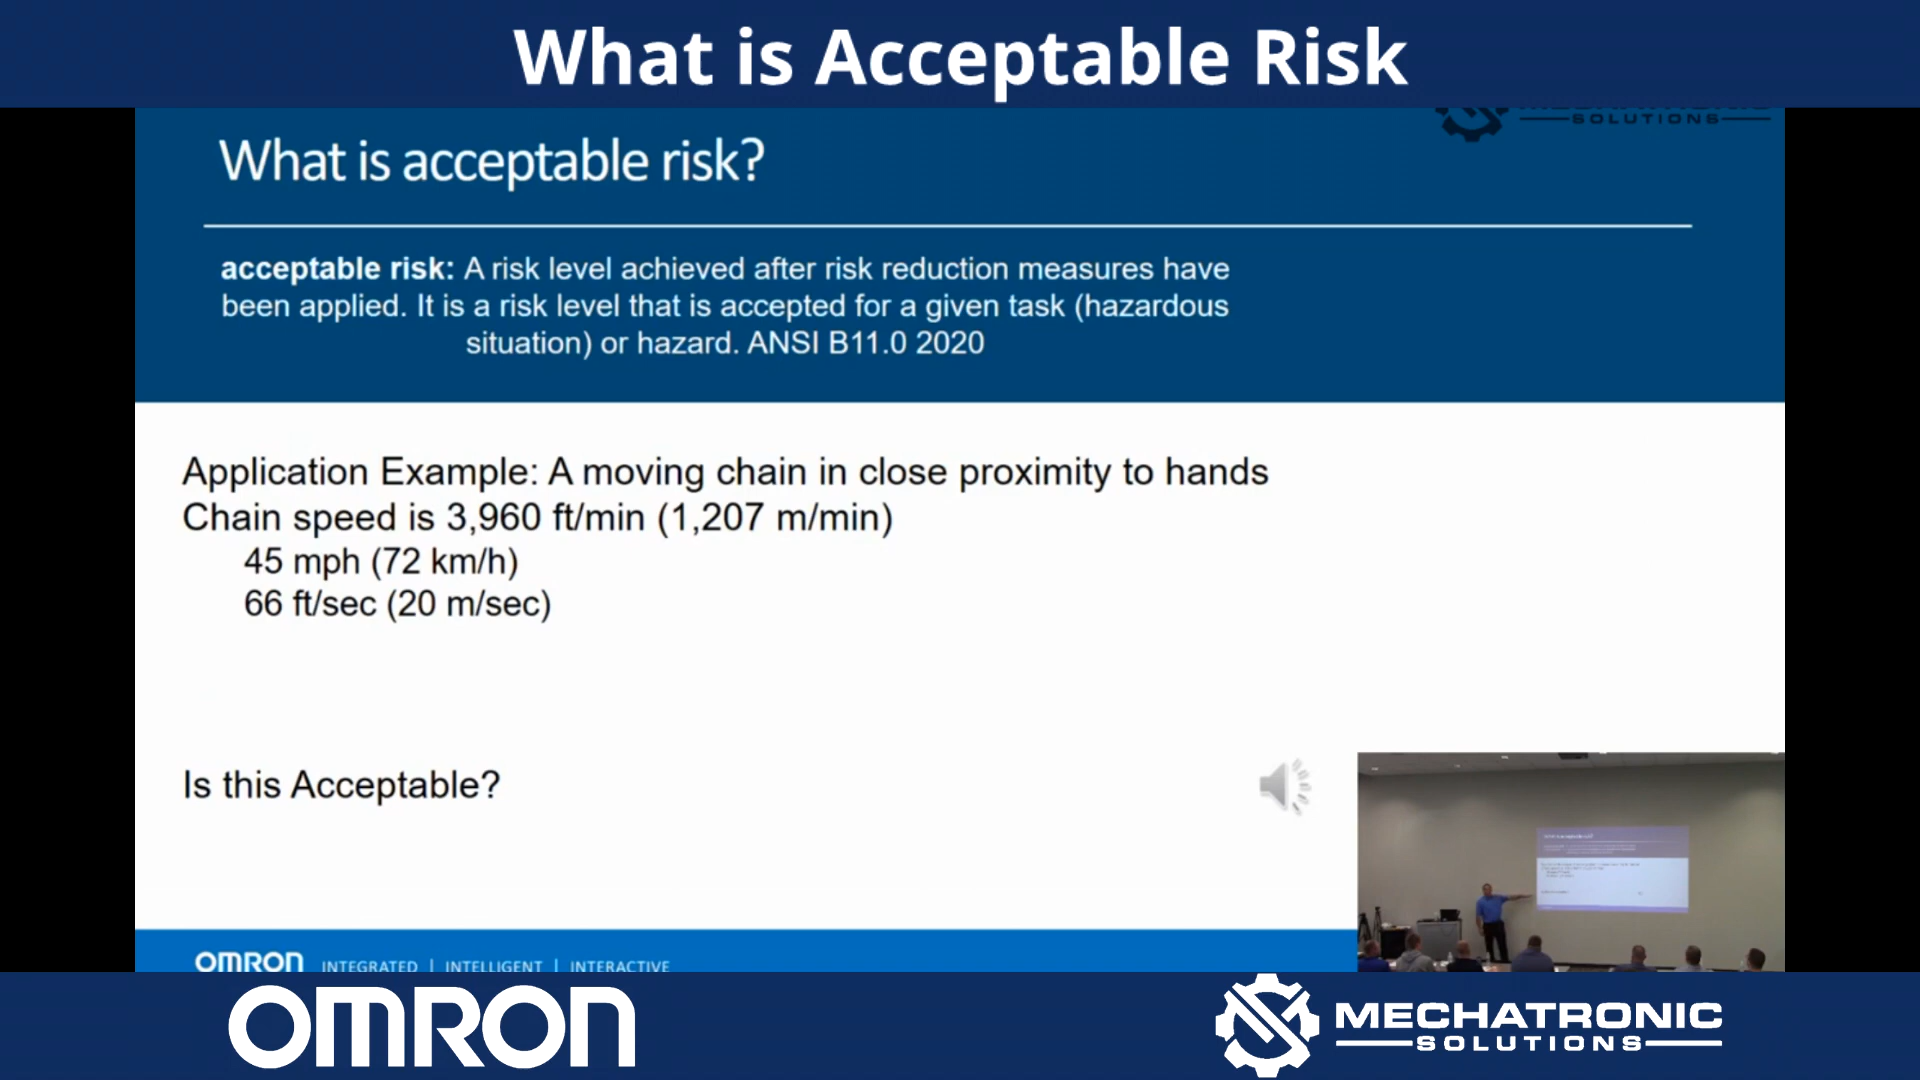 What is Acceptable Risk
SOLUTIONS
What is acceptable risk?
acceptable risk: A risk level achieved after risk reduction measures have
been applied. It is a risk level that is accepted for a given task (hazardous
situation) or hazard. ANSI B11.0 2020
Application Example: A moving chain in close proximity to hands
Chain speed is 3,960 ft/min (1,207 m/min)
45 mph (72 km/h)
66 ft/sec (20 m/sec)
Is this Acceptable?
OMRON INTEGRATED | INTELLIGENT | INTERACTIVE
OMRON
MECHATRONIC
SOLUTIONS